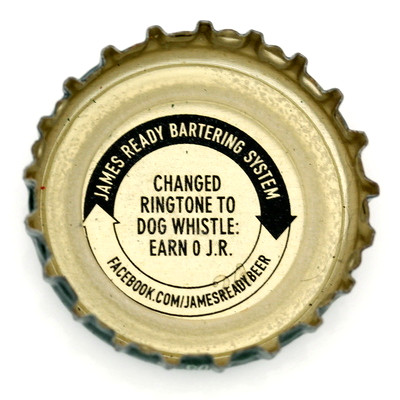 JAMES READY BARTERING SYSTEM
CHANGED
RINGTONE TO
DOG WHISTLE:
EARN 0 J.R.
FACEBOOK.COM/JAMESREADYBEER